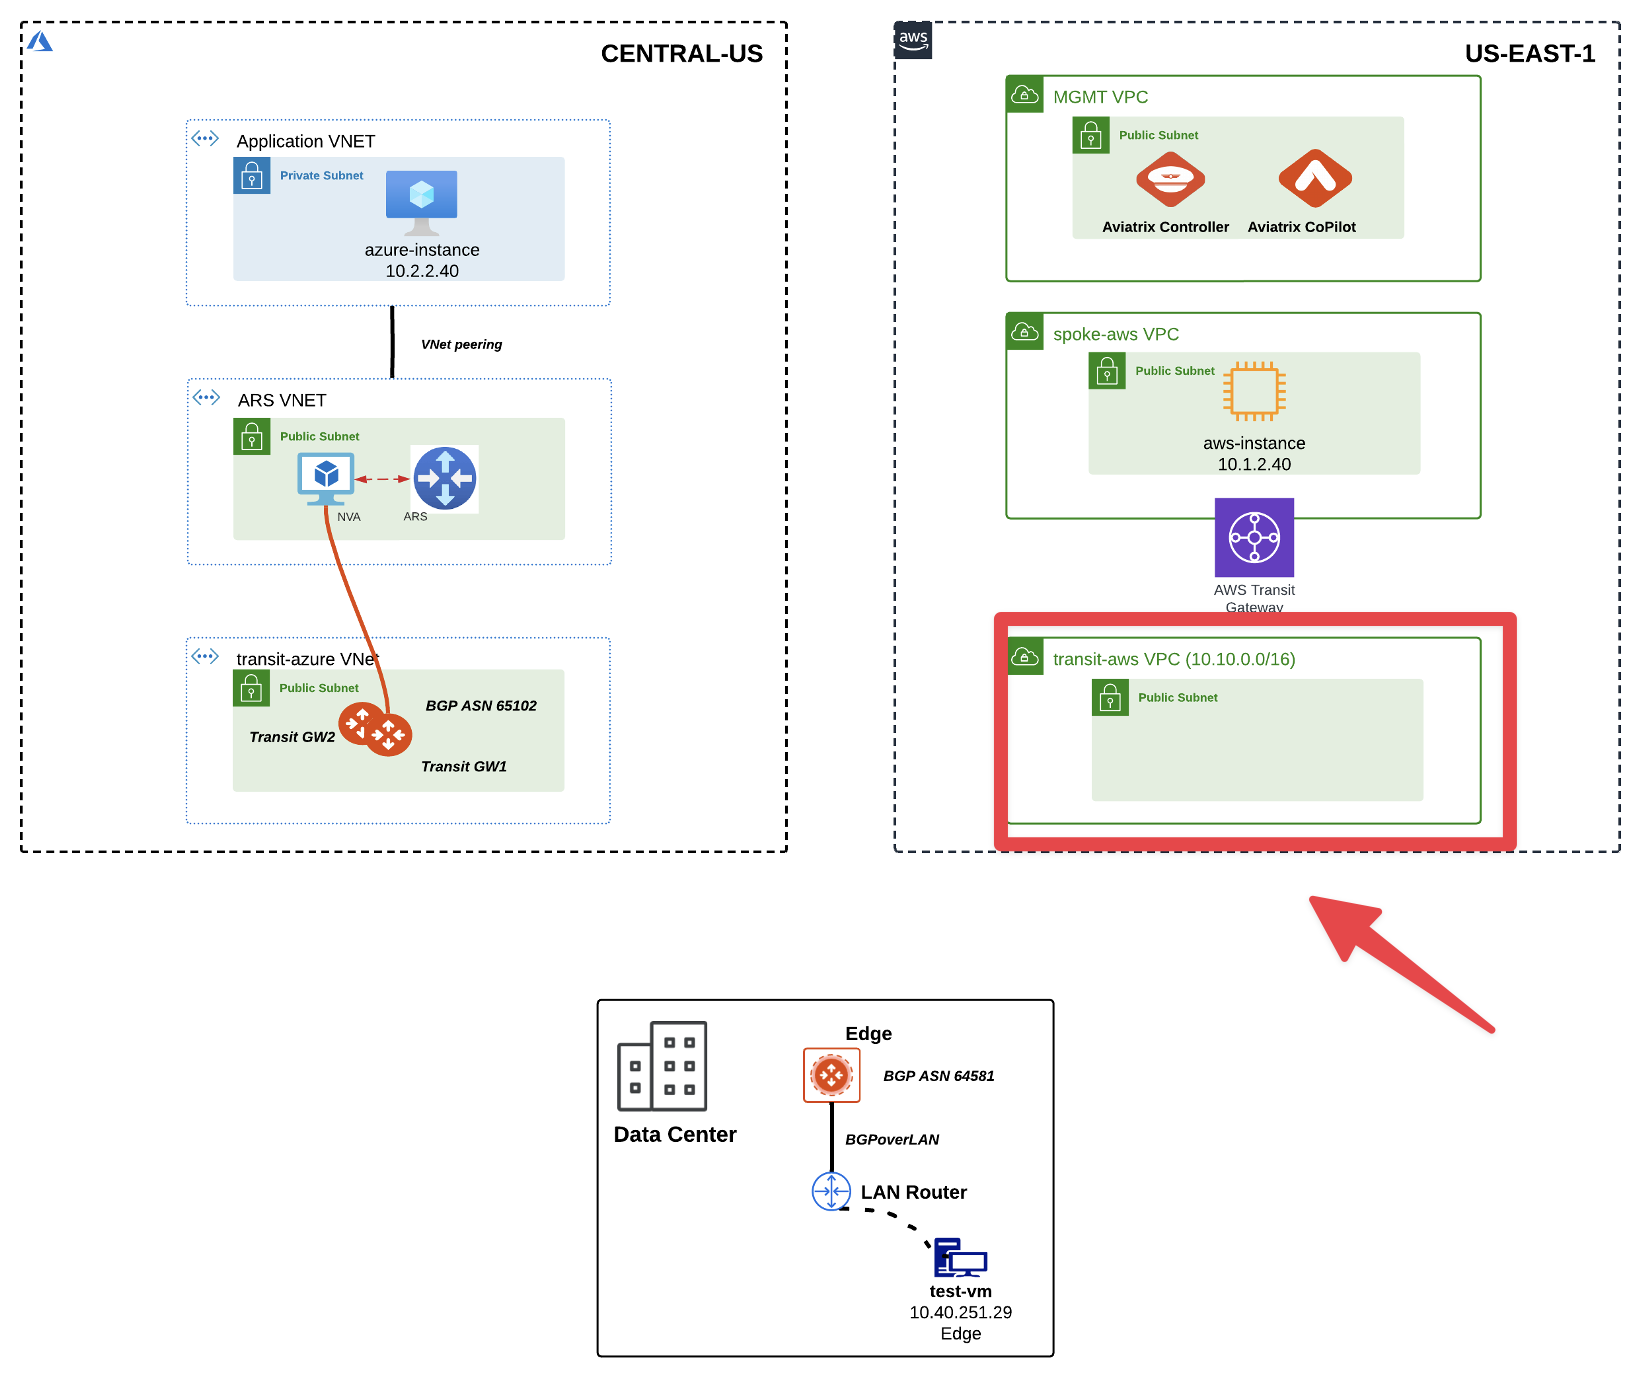 CENTRAL-US
Application VNET
Private Subnet
azure-instance
10.2.2.40
VNet peering
ARS VNET
Public Subnet
NVA
ARS
transit-azure VNet
Public Subnet
BGP ASN 65102
Transit GW2
Transit GW1
aws
US-EAST-1
MGMT VPC
Public Subnet
Aviatrix Controller
Aviatrix CoPilot
spoke-aws VPC
Public Subnet
aws-instance
10.1.2.40
AWS Transit
Gateway
transit-aws VPC (10.10.0.0/16)
Public Subnet
Edge
BGP ASN 64581
Data Center
BGPoverLAN
LAN Router
test-vm
10.40.251.29
Edge